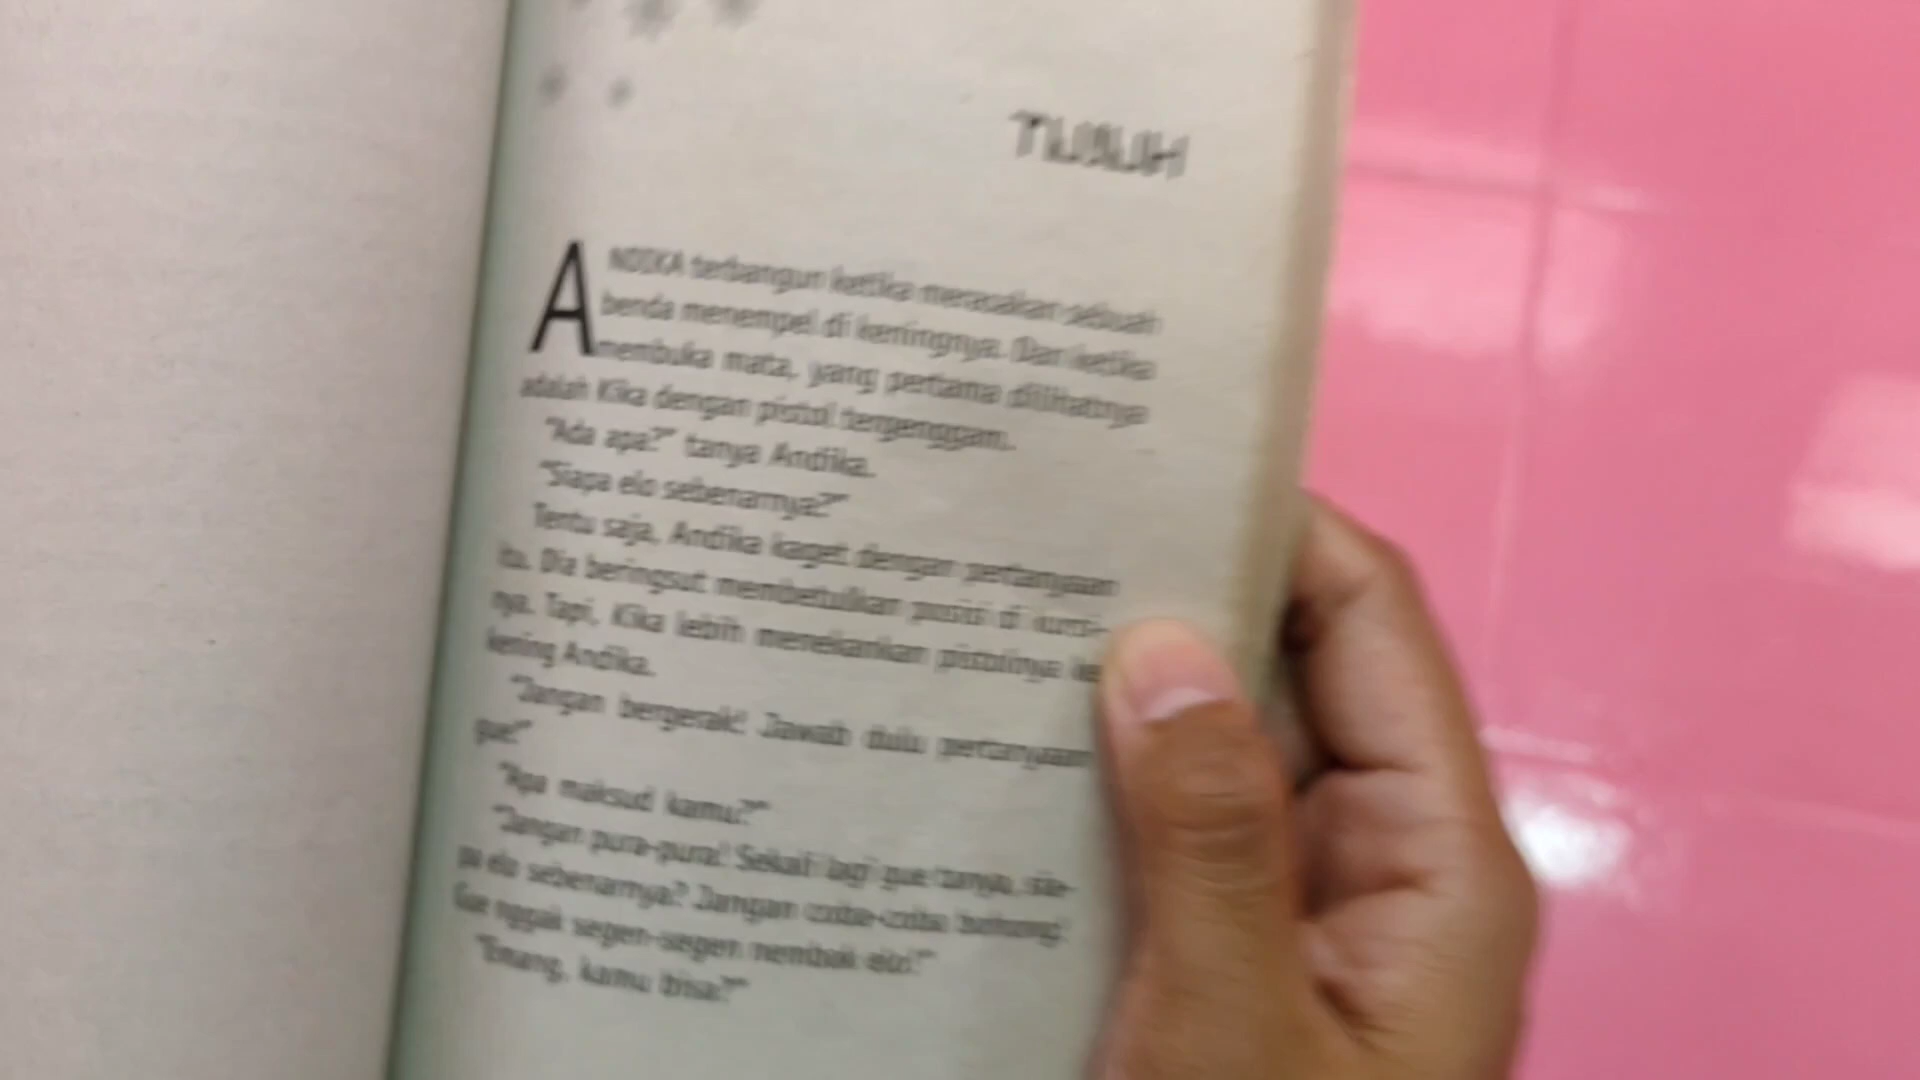 TUJUH
ANDIKA terbangun ketika merasakan sebuah
benda menempel di keningnya. Dan ketika
membuka mata, yang pertama dilihatnya
adalah Kika dengan pistol tergenggam.
"Ada apa?" tanya Andika.
"Siapa elo sebenarnya?"
Tentu saja, Andika kaget dengan pertanyaan
itu. Dia beringsut membetulkan posisi di kursi-
nya. Tapi, Kika lebih menekankan pistolnya ke
kening Andika.
"Jangan bergerak! Jawab dulu pertanyaan
gue!"
"Apa maksud kamu?"
"Jangan pura-pura! Sekali lagi gue tanya, sia-
pa elo sebenarnya? Jangan coba-coba bohong!
Gue nggak segen-segen nembak elo!"
"Emang, kamu bisa?"